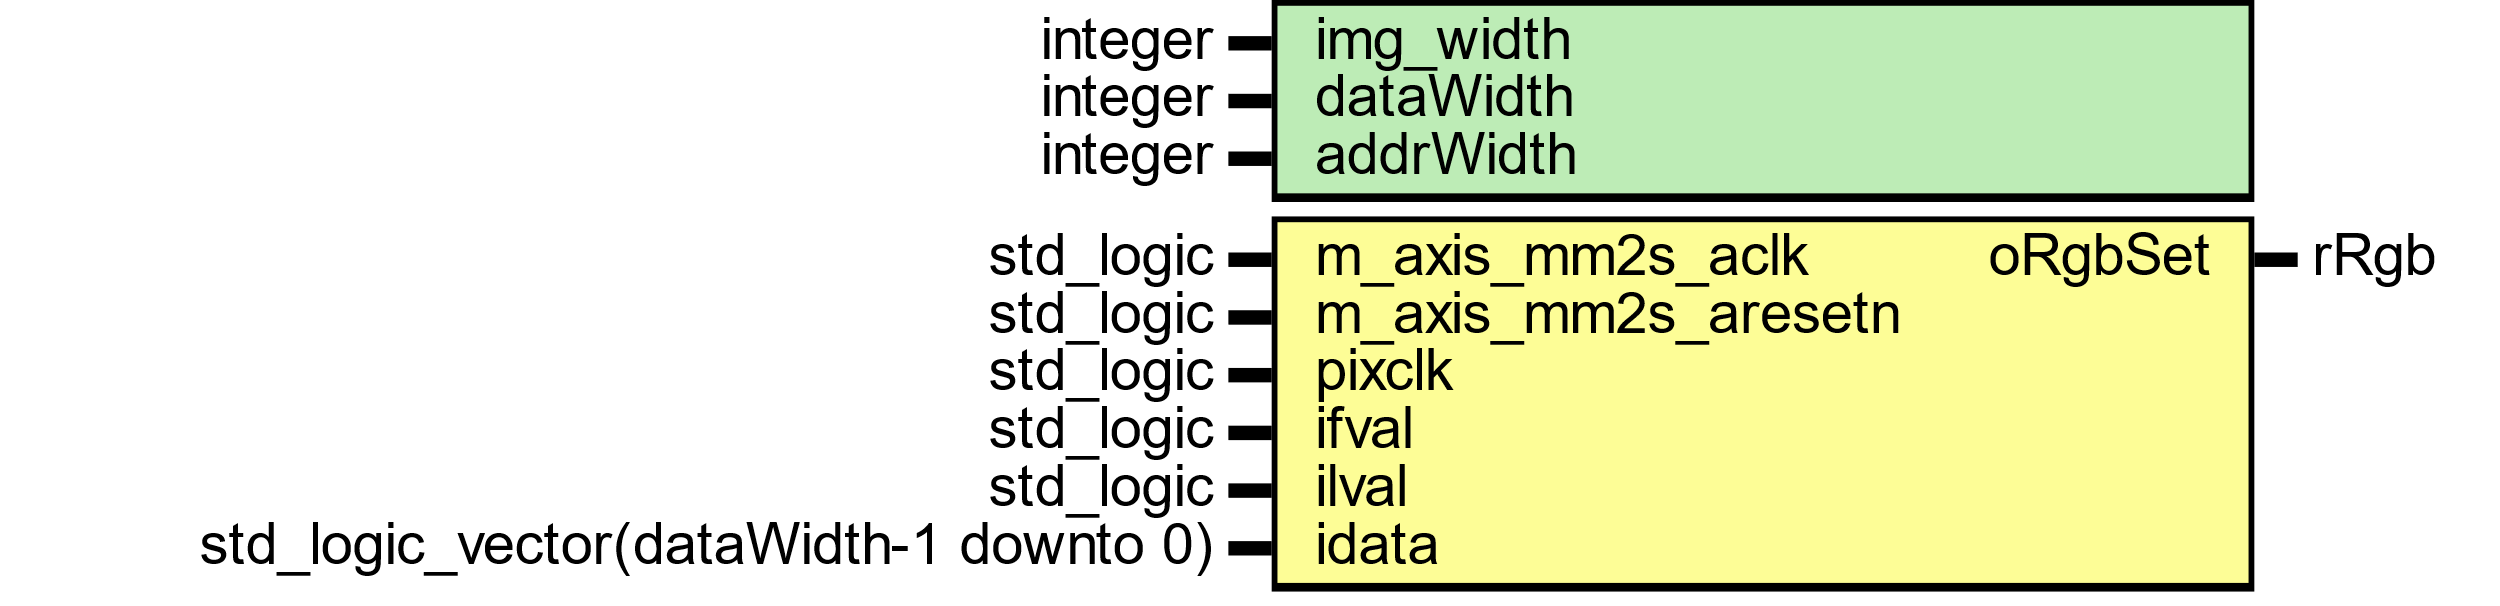 integer img_width
integer dataWidth
integer addrWidth
std_logic m_axis_mm2s_aclk oRgbSet rRgb
std_logic m_axis_mm2s_aresetn
std_logic pixclk
std_logic ifval
std_logic ilval
std_logic_vector(dataWidth-1 downto 0) idata